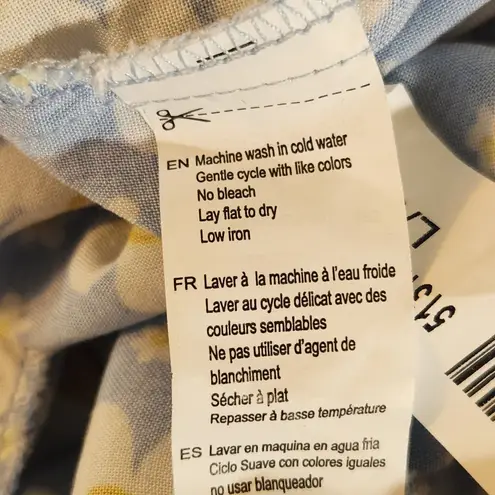 EN Machine wash in cold water
Gentle cycle with like colors
No bleach
Lay flat to dry
Low iron
FR Laver à la machine à l'eau froide
Laver au cycle délicat avec des
couleurs semblables
Ne pas utiliser d'agent de
blanchiment
Sécher à plat
Repasser à basse température
ES Lavar en maquina en agua fria
Ciclo Suave con colores iguales
no usar blanqueador